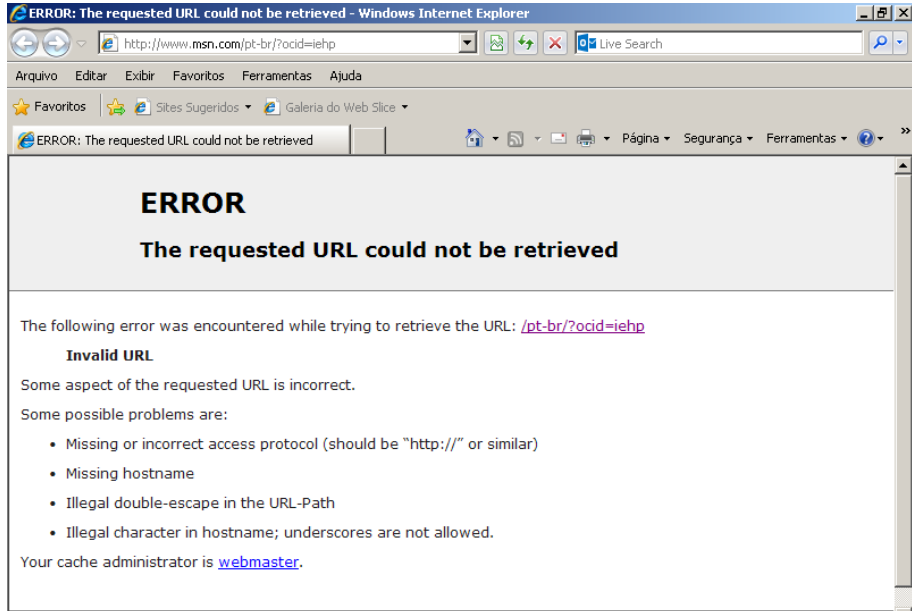 ERROR: The requested URL could not be retrieved - Windows Internet Explorer
http://www.msn.com/pt-br/?ocid=iehp
Live Search
Arquivo Editar Exibir Favoritos Ferramentas Ajuda
Favoritos Sites Sugeridos Galeria do Web Slice
ERROR: The requested URL could not be retrieved
Página Segurança Ferramentas »
ERROR
The requested URL could not be retrieved
The following error was encountered while trying to retrieve the URL: /pt-br/?ocid=iehp
Invalid URL
Some aspect of the requested URL is incorrect.
Some possible problems are:
• Missing or incorrect access protocol (should be “http://” or similar)
• Missing hostname
• Illegal double-escape in the URL-Path
• Illegal character in hostname; underscores are not allowed.
Your cache administrator is webmaster.